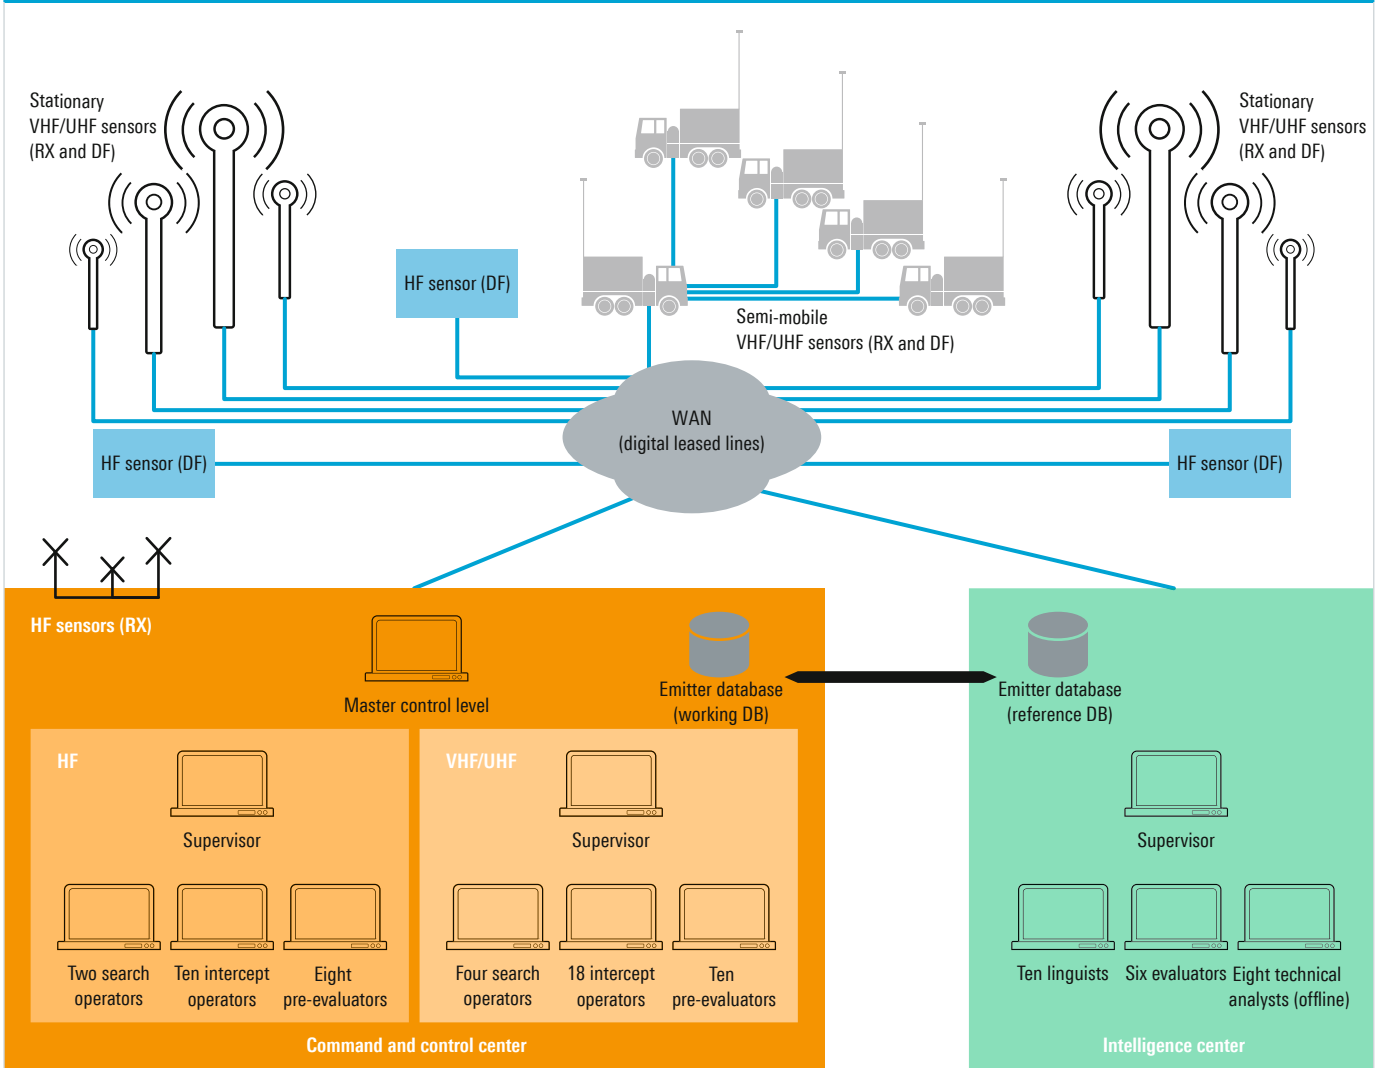 Stationary
VHF/UHF sensors
(RX and DF)
Stationary
VHF/UHF sensors
(RX and DF)
HF sensor (DF)
Semi-mobile
VHF/UHF sensors (RX and DF)
WAN
(digital leased lines)
HF sensor (DF)
HF sensor (DF)
HF sensors (RX)
Master control level
Emitter database
(working DB)
Emitter database
(reference DB)
HF
Supervisor
Two search
operators
Ten intercept
operators
Eight
pre-evaluators
VHF/UHF
Supervisor
Four search
operators
18 intercept
operators
Ten
pre-evaluators
Command and control center
Supervisor
Ten linguists
Six evaluators
Eight technical
analysts (offline)
Intelligence center